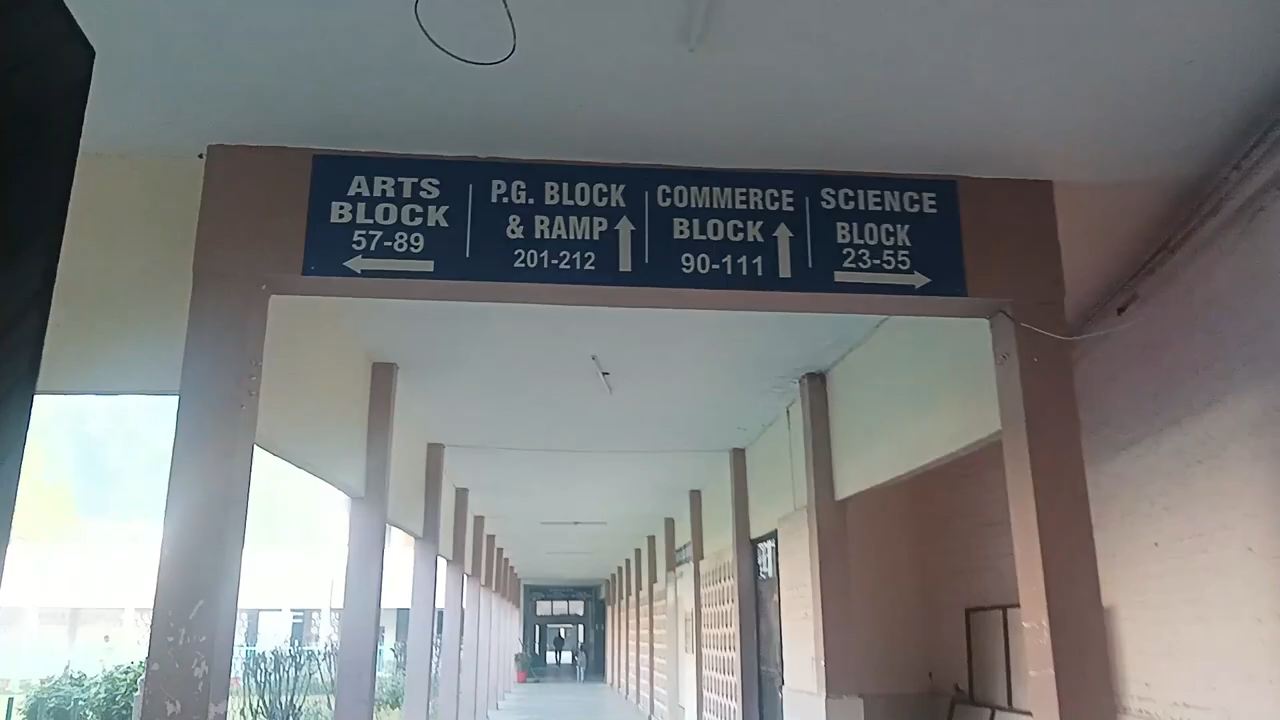 ARTS
BLOCK
57-89
P.G. BLOCK
& RAMP
201-212
COMMERCE
BLOCK
90-111
SCIENCE
BLOCK
23-55